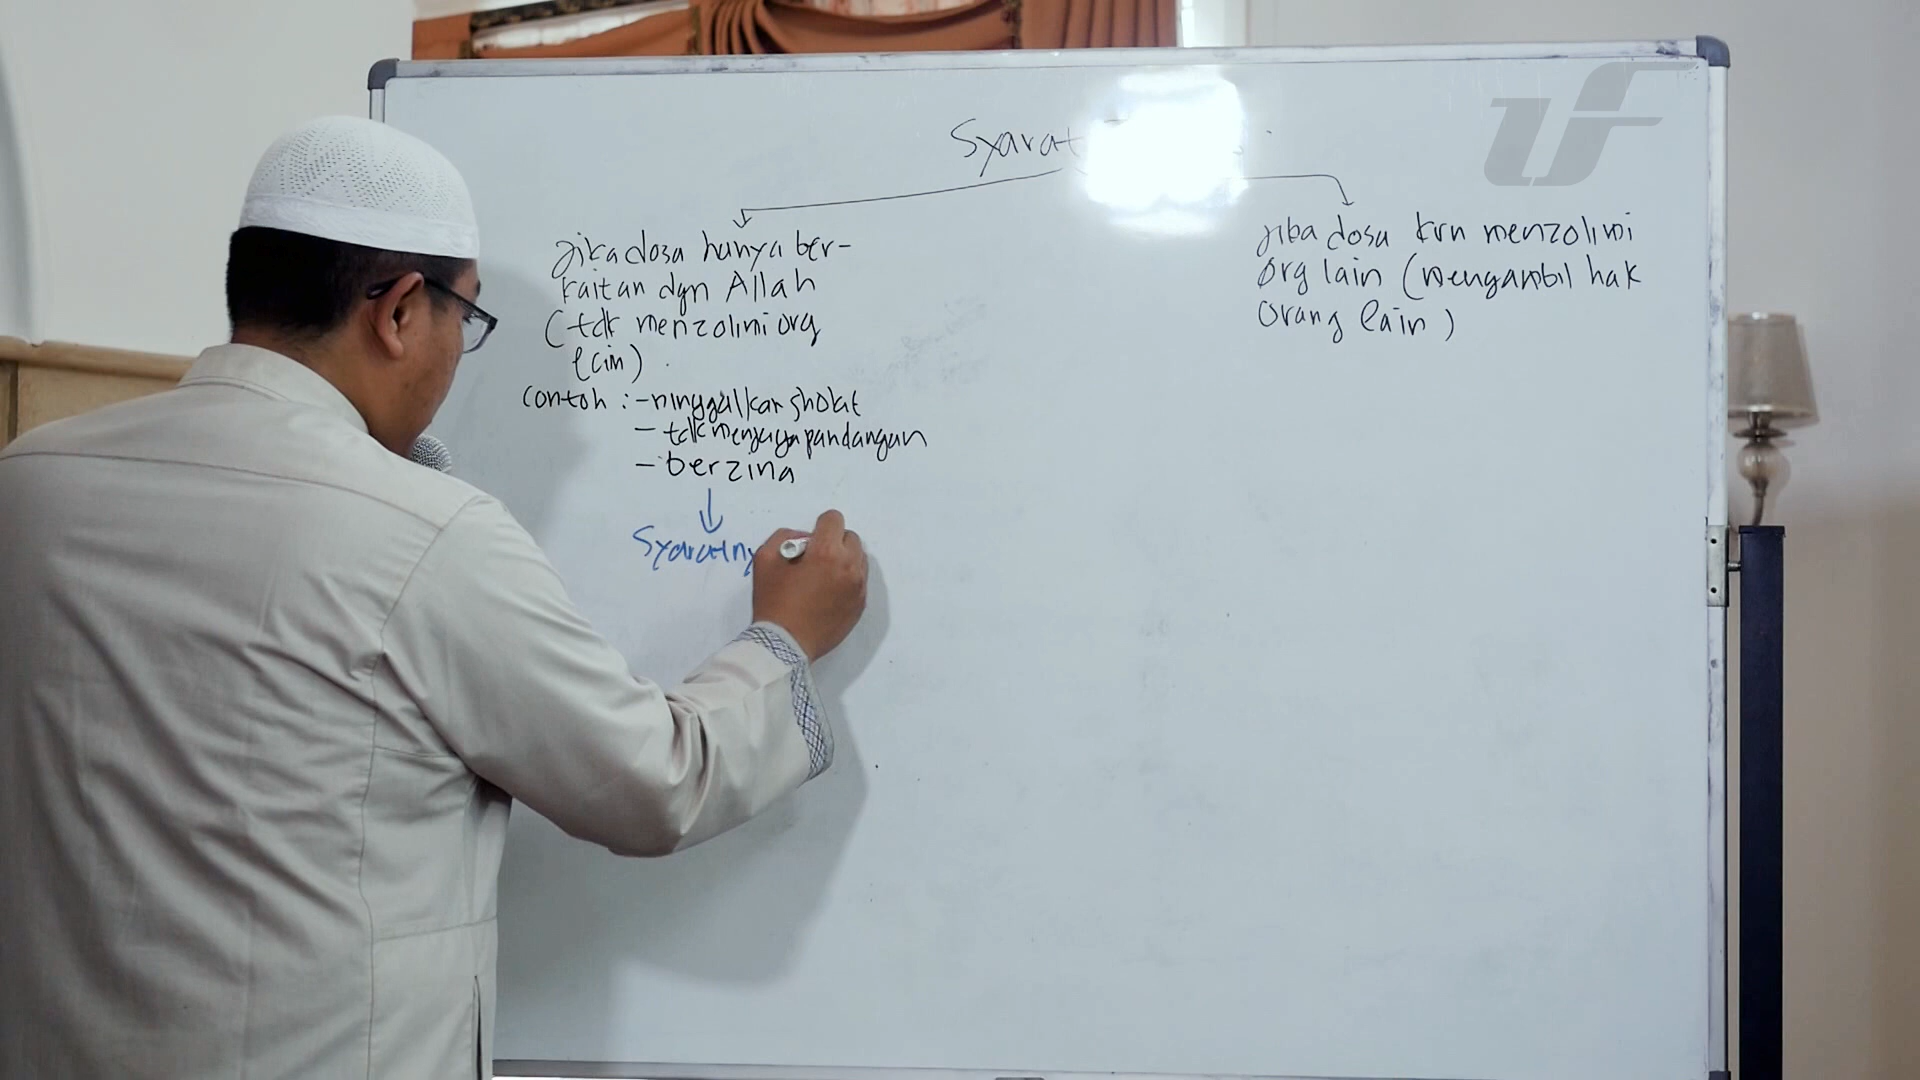 Syarat
jika dosa hanya ber-
kaitan dgn Allah
(tdk menzolimi org
lain)
contoh : - ninggalkan sholat
- tdk menjaga pandangan
- berzina
Syaratny
jika dosa krn menzolimi
org lain (mengambil hak
orang lain)